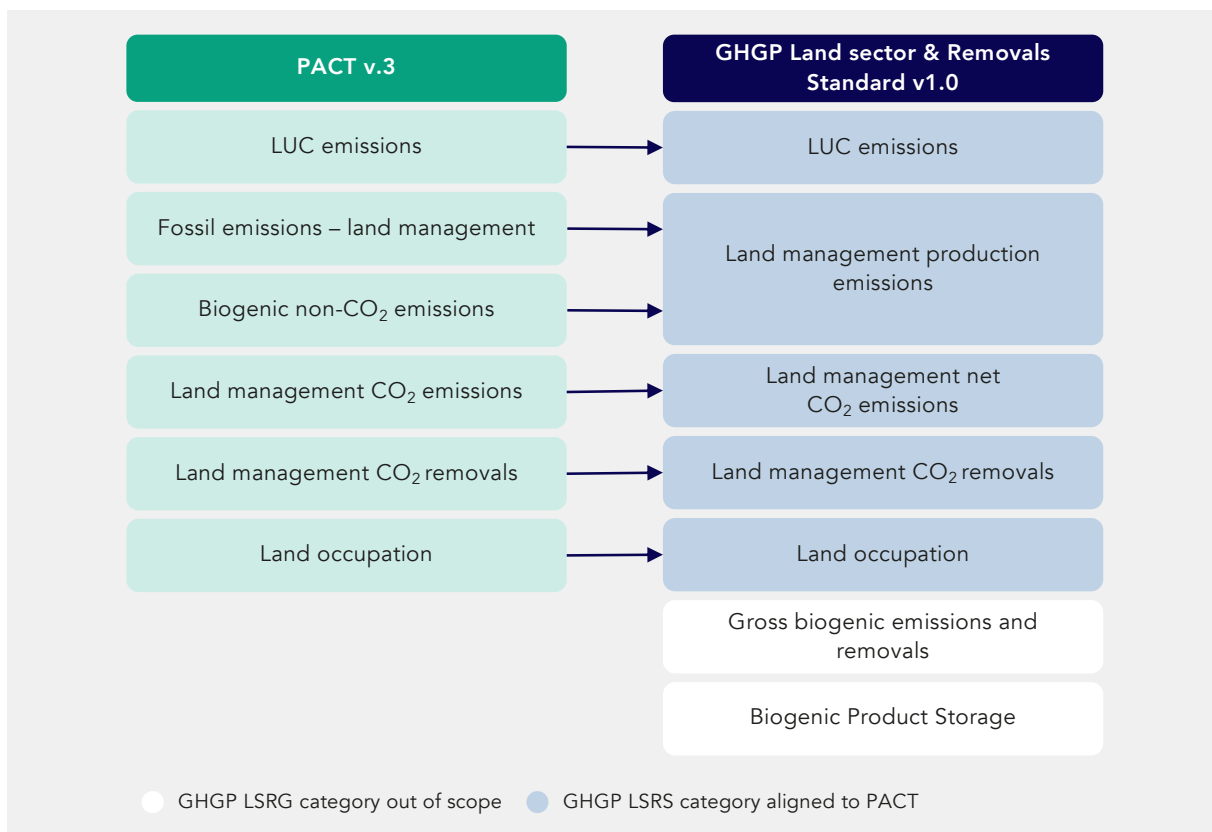 PACT v.3
GHGP Land sector & Removals
Standard v1.0
LUC emissions
LUC emissions
Fossil emissions – land management
Land management production
emissions
Biogenic non-CO₂ emissions
Land management CO₂ emissions
Land management net
CO₂ emissions
Land management CO₂ removals
Land management CO₂ removals
Land occupation
Land occupation
Gross biogenic emissions and
removals
Biogenic Product Storage
GHGP LSRG category out of scope
GHGP LSRS category aligned to PACT